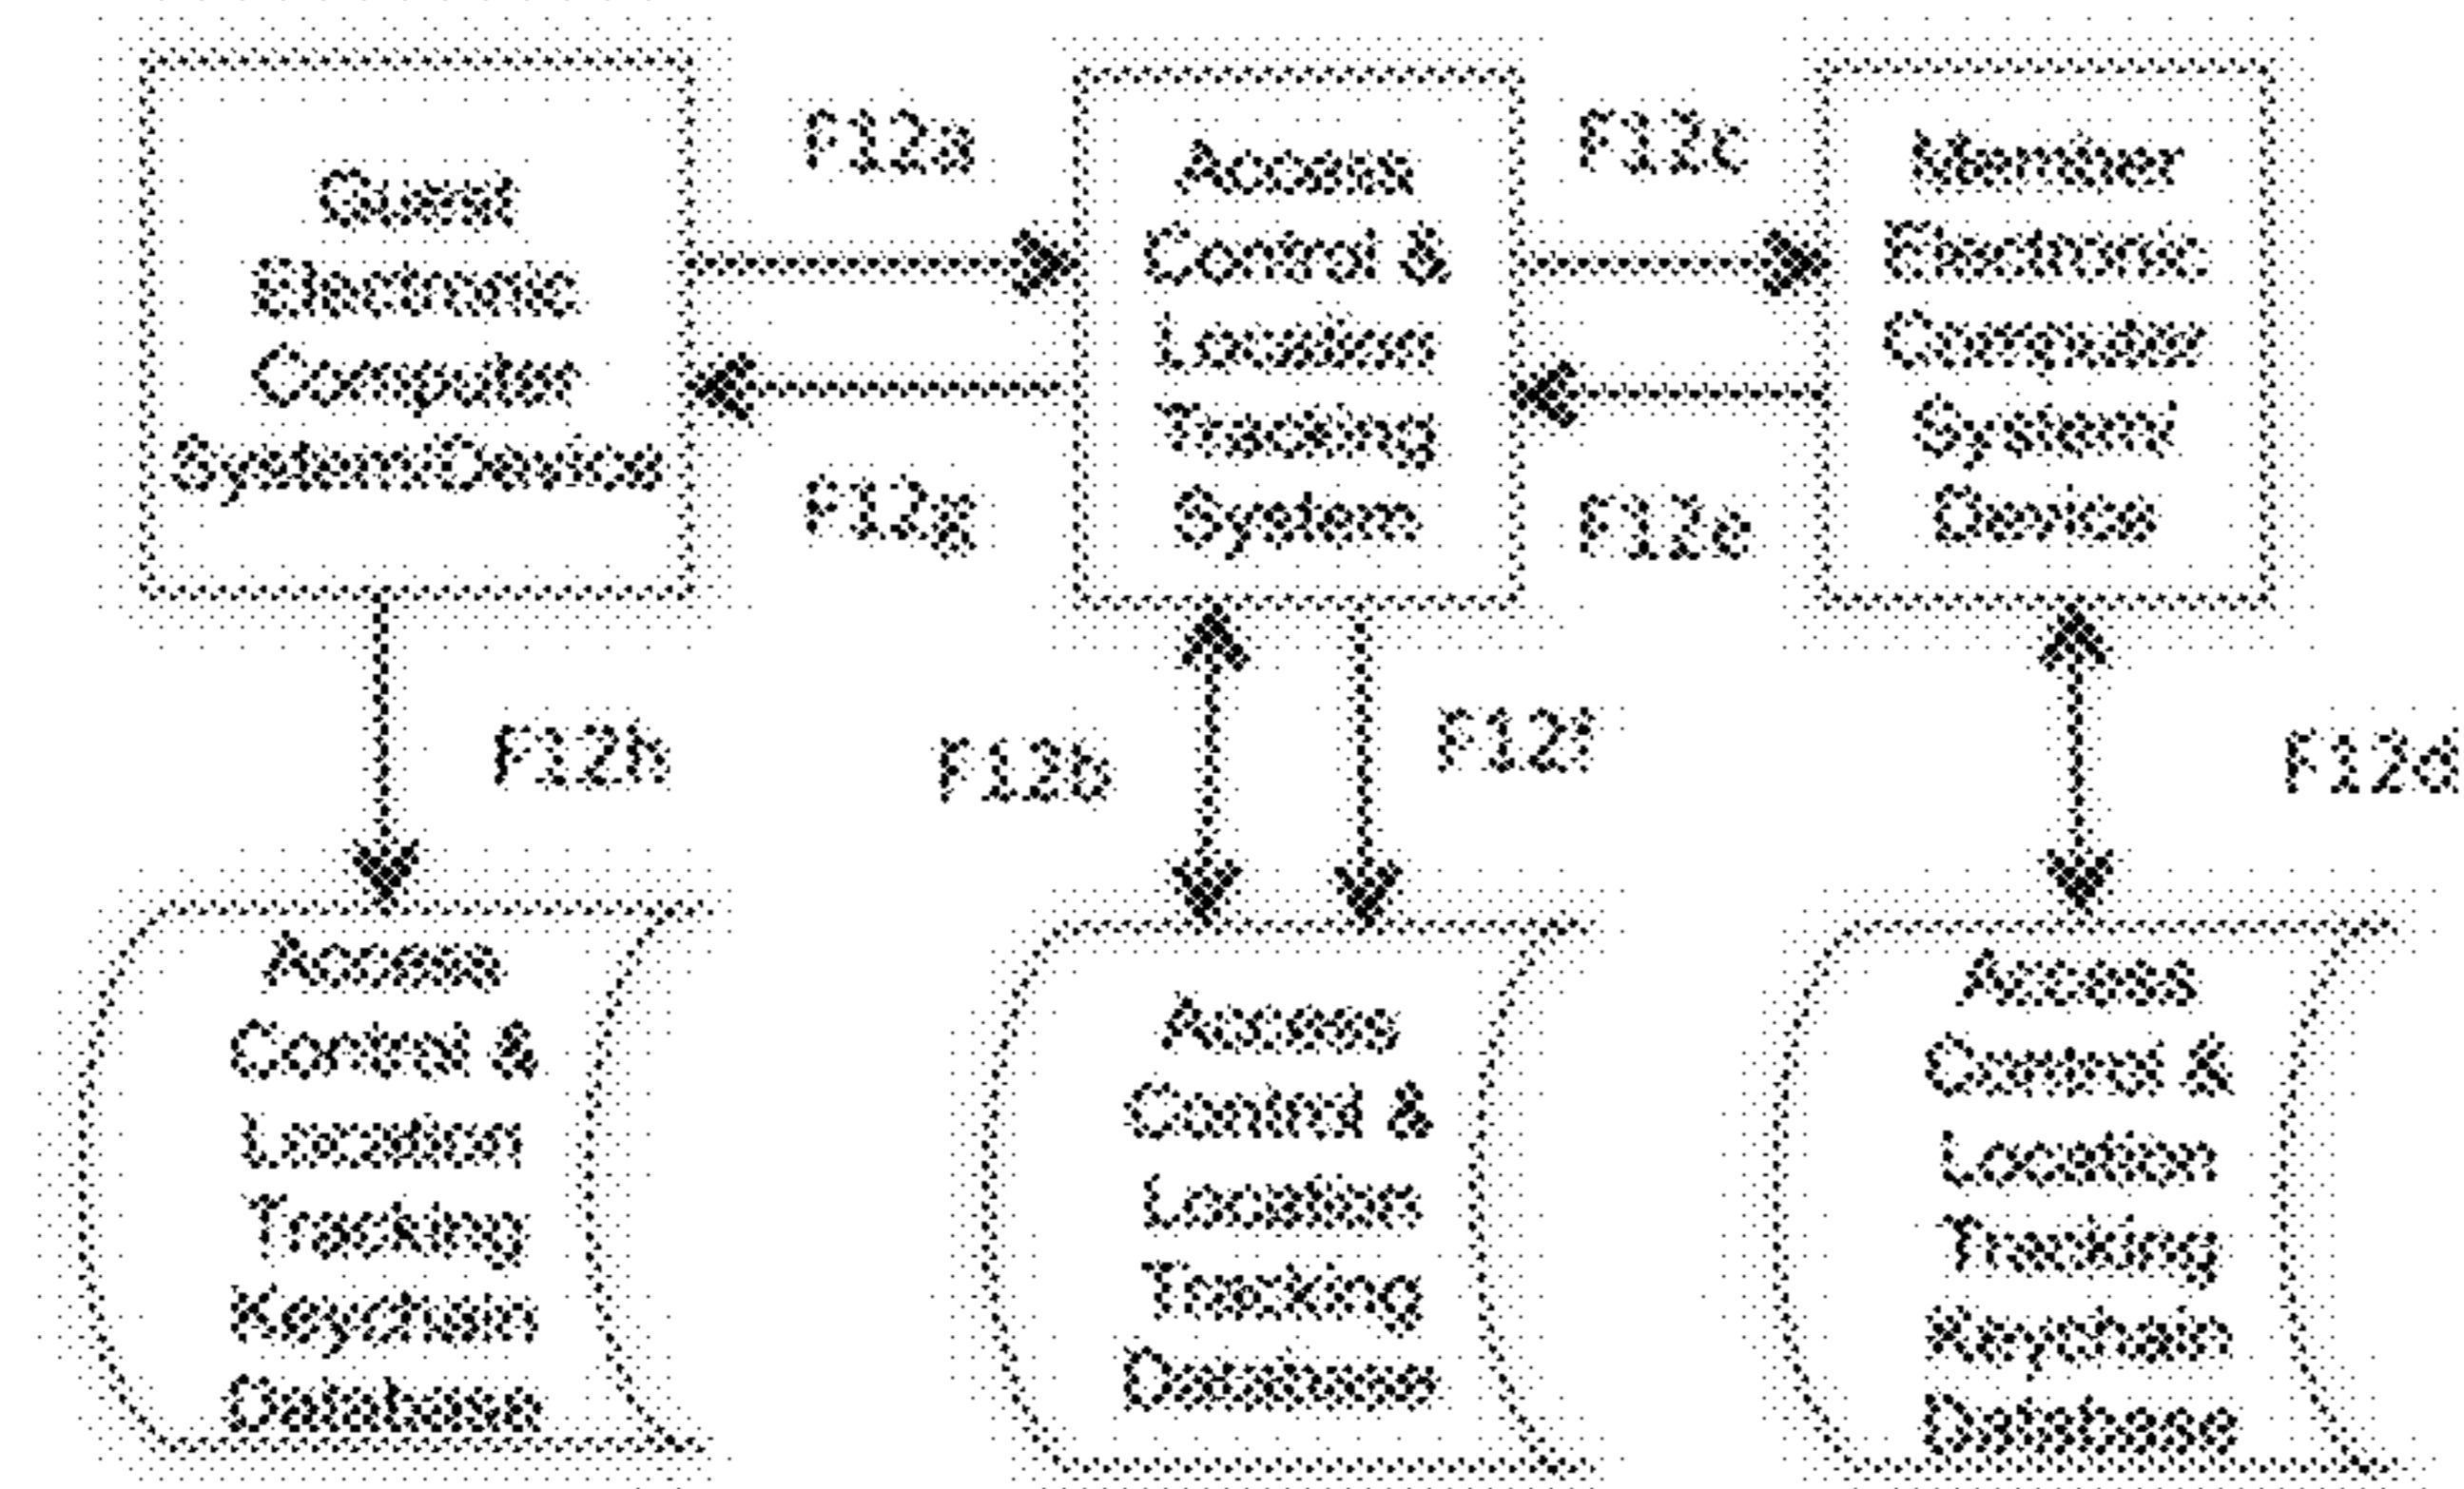 Guest
Electronic
Computer
System/Device
F12a
F12g
Access
Control &
Location
Tracking
System
F12c
F12e
Member
Electronic
Computer
System/
Device
F12h
F12b
F12f
F12d
Access
Control &
Location
Tracking
Keychain
Database
Access
Control &
Location
Tracking
Database
Access
Control &
Location
Tracking
Keychain
Database